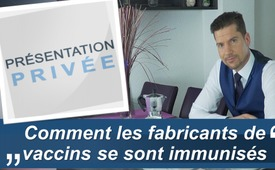 PRÉSENTATION
PRIVÉE
Comment les fabricants de “
„ vaccins se sont immunisés